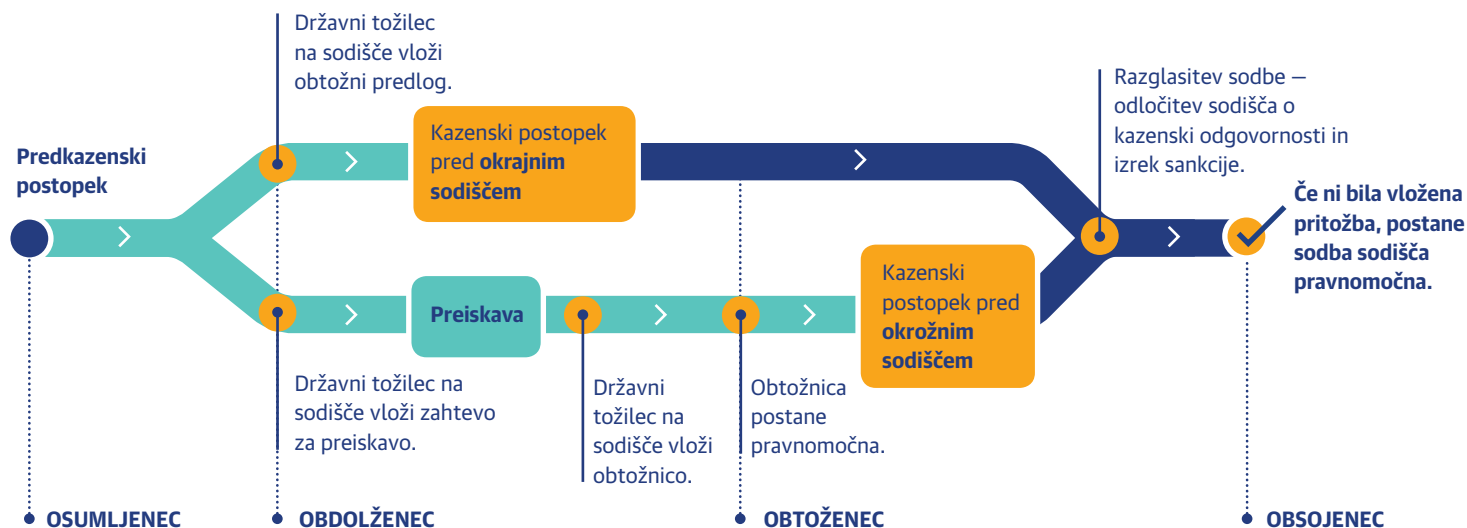 Državni tožilec
na sodišče vloži
obtožni predlog.
Predkazenski
postopek
Kazenski postopek
pred okrajnim
sodiščem
Razglasitev sodbe —
odločitev sodišča o
kazenski odgovornosti in
izrek sankcije.
Če ni bila vložena
pritožba, postane
sodba sodišča
pravnomočna.
Preiskava
Kazenski
postopek pred
okrožnim
sodiščem
Državni tožilec na
sodišče vloži zahtevo
za preiskavo.
Državni
tožilec na
sodišče vloži
obtožnico.
Obtožnica
postane
pravnomočna.
OSUMLJENEC
OBDOLŽENEC
OBTOŽENEC
OBSOJENEC